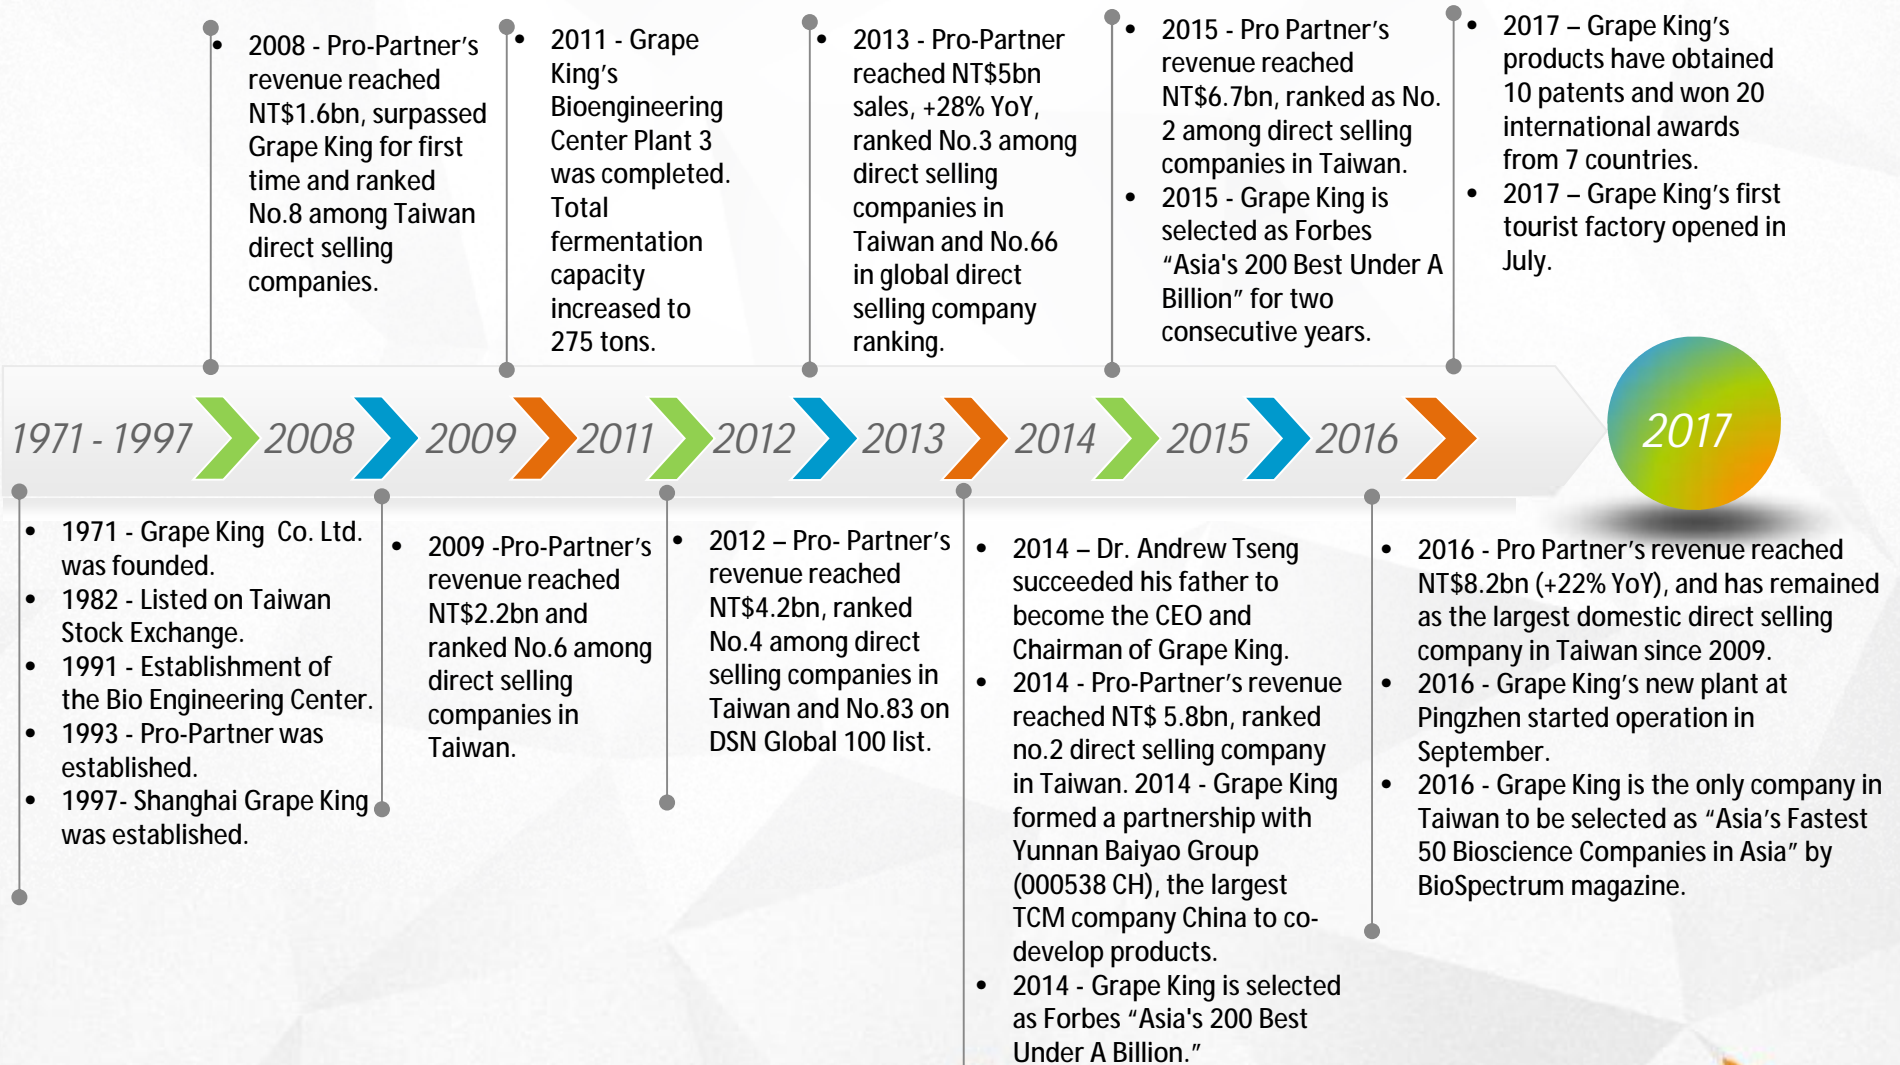 • 2008 - Pro-Partner's
revenue reached
NT$1.6bn, surpassed
Grape King for first
time and ranked
No.8 among Taiwan
direct selling
companies.
• 2011 - Grape
King's
Bioengineering
Center Plant 3
was completed.
Total
fermentation
capacity
increased to
275 tons.
• 2013 - Pro-Partner
reached NT$5bn
sales, +28% YoY,
ranked No.3 among
direct selling
companies in
Taiwan and No.66
in global direct
selling company
ranking.
• 2015 - Pro Partner's
revenue reached
NT$6.7bn, ranked as No.
2 among direct selling
companies in Taiwan.
• 2015 - Grape King is
selected as Forbes
“Asia's 200 Best Under A
Billion” for two
consecutive years.
• 2017 – Grape King's
products have obtained
10 patents and won 20
international awards
from 7 countries.
• 2017 – Grape King's first
tourist factory opened in
July.
1971 - 1997 2008 2009 2011 2012 2013 2014 2015 2016 2017
• 1971 - Grape King Co. Ltd.
was founded.
• 1982 - Listed on Taiwan
Stock Exchange.
• 1991 - Establishment of
the Bio Engineering Center.
• 1993 - Pro-Partner was
established.
• 1997- Shanghai Grape King
was established.
• 2009 -Pro-Partner's
revenue reached
NT$2.2bn and
ranked No.6 among
direct selling
companies in
Taiwan.
• 2012 – Pro- Partner's
revenue reached
NT$4.2bn, ranked
No.4 among direct
selling companies in
Taiwan and No.83 on
DSN Global 100 list.
• 2014 – Dr. Andrew Tseng
succeeded his father to
become the CEO and
Chairman of Grape King.
• 2014 - Pro-Partner's revenue
reached NT$ 5.8bn, ranked
no.2 direct selling company
in Taiwan. 2014 - Grape King
formed a partnership with
Yunnan Baiyao Group
(000538 CH), the largest
TCM company China to co-
develop products.
• 2014 - Grape King is selected
as Forbes “Asia's 200 Best
Under A Billion.”
• 2016 - Pro Partner's revenue reached
NT$8.2bn (+22% YoY), and has remained
as the largest domestic direct selling
company in Taiwan since 2009.
• 2016 - Grape King's new plant at
Pingzhen started operation in
September.
• 2016 - Grape King is the only company in
Taiwan to be selected as “Asia's Fastest
50 Bioscience Companies in Asia” by
BioSpectrum magazine.